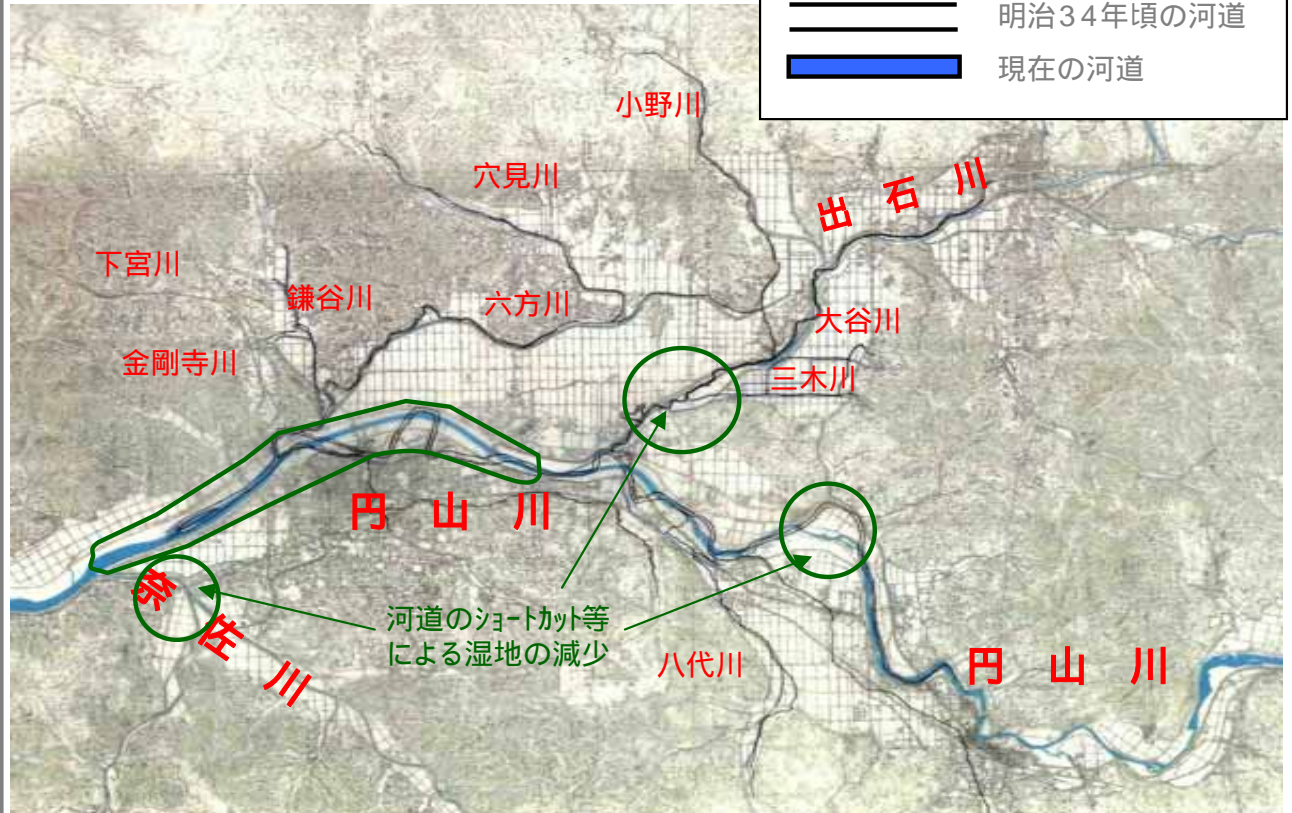 明治34年頃の河道
現在の河道
小野川
穴見川
出石川
下宮川
鎌谷川
六方川
大谷川
金剛寺川
三木川
円山川
奈佐川
河道のショートカット等
による湿地の減少
八代川
円山川